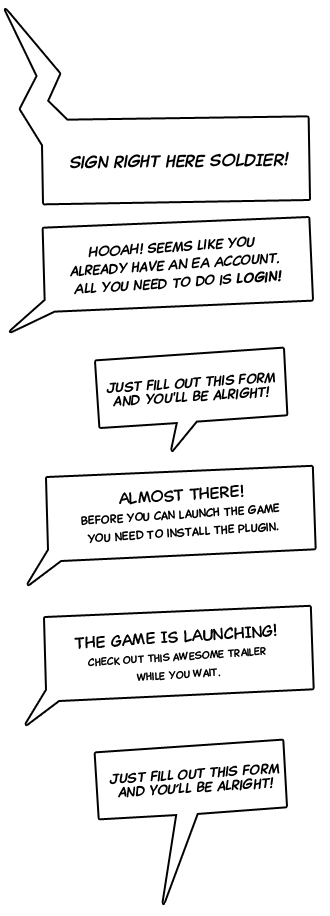 SIGN RIGHT HERE SOLDIER!
HOOAH! SEEMS LIKE YOU
ALREADY HAVE AN EA ACCOUNT.
ALL YOU NEED TO DO IS LOGIN!
JUST FILL OUT THIS FORM
AND YOU'LL BE ALRIGHT!
ALMOST THERE!
BEFORE YOU CAN LAUNCH THE GAME
YOU NEED TO INSTALL THE PLUGIN.
THE GAME IS LAUNCHING!
CHECK OUT THIS AWESOME TRAILER
WHILE YOU WAIT.
JUST FILL OUT THIS FORM
AND YOU'LL BE ALRIGHT!